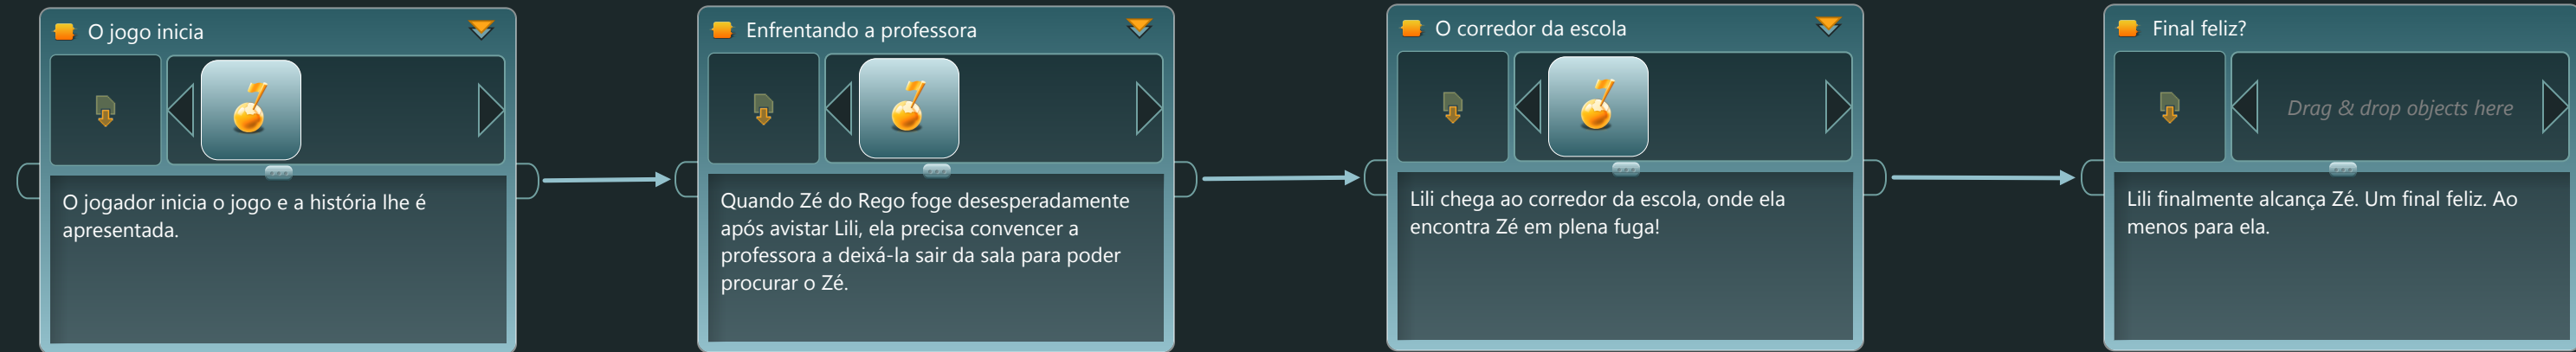 O jogo inicia
O jogador inicia o jogo e a história lhe é
apresentada.
Enfrentando a professora
Quando Zé do Rego foge desesperadamente
após avistar Lili, ela precisa convencer a
professora a deixá-la sair da sala para poder
procurar o Zé.
O corredor da escola
Lili chega ao corredor da escola, onde ela
encontra Zé em plena fuga!
Final feliz?
Drag & drop objects here
Lili finalmente alcança Zé. Um final feliz. Ao
menos para ela.